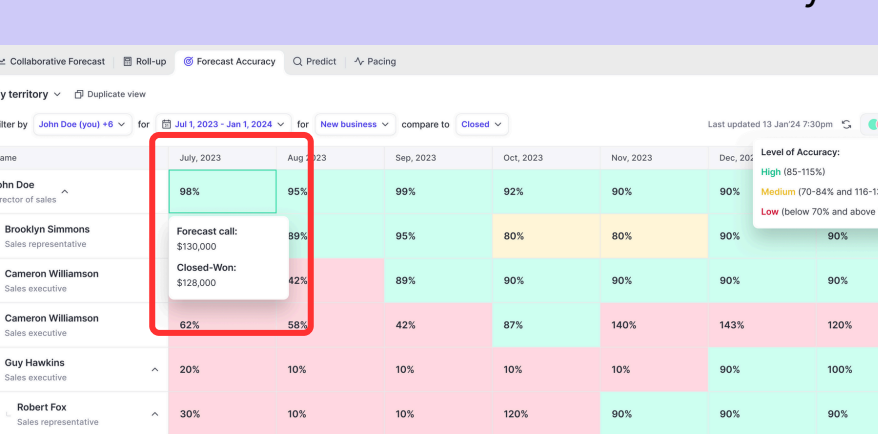 Collaborative Forecast Roll-up Forecast Accuracy Predict Pacing
territory Duplicate view
by John Doe (you) +6 for Jul 1, 2023 - Jan 1, 2024 for New business compare to Closed Last updated 13 Jan'24 7:30pm
July, 2023 Aug 2023 Sep, 2023 Oct, 2023 Nov, 2023 Dec, 202
Level of Accuracy:
High (85-115%)
Medium (70-84% and 116-13
Low (below 70% and above
Doe 98% 95% 99% 92% 90% 90%
of sales
Brooklyn Simmons 89% 95% 80% 80% 90% 90%
Sales representative
Forecast call:
$130,000
Closed-Won:
$128,000
Cameron Williamson 42% 89% 90% 90% 90% 90%
Sales executive
Cameron Williamson 62% 58% 42% 87% 140% 143% 120%
Sales executive
Guy Hawkins 20% 10% 10% 10% 10% 90% 100%
Sales executive
Robert Fox 30% 10% 10% 120% 90% 90% 90%
Sales representative